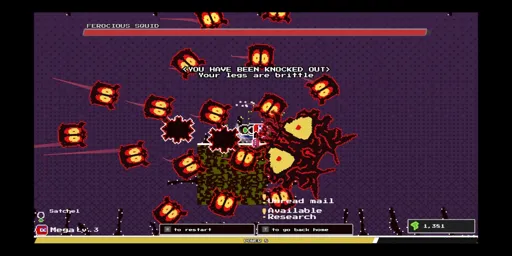 FEROCIOUS SQUID
<YOU HAVE BEEN KNOCKED OUT>
Your legs are brittle
Unread mail
Available
Research
Satchel
Mega Lv.3
to restart
to go back home
1,381